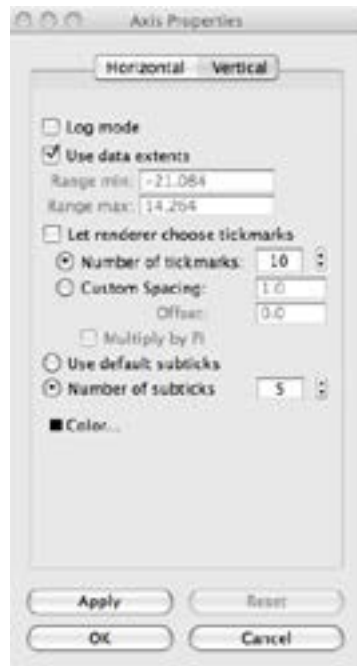 Axis Properties
Horizontal Vertical
Log mode
Use data extents
Range min: -21.084
Range max: 14.264
Let renderer choose tickmarks
Number of tickmarks: 10
Custom Spacing: 1.0
Offset: 0.0
Multiply by Pi
Use default subticks
Number of subticks 5
Color...
Apply Reset
OK Cancel